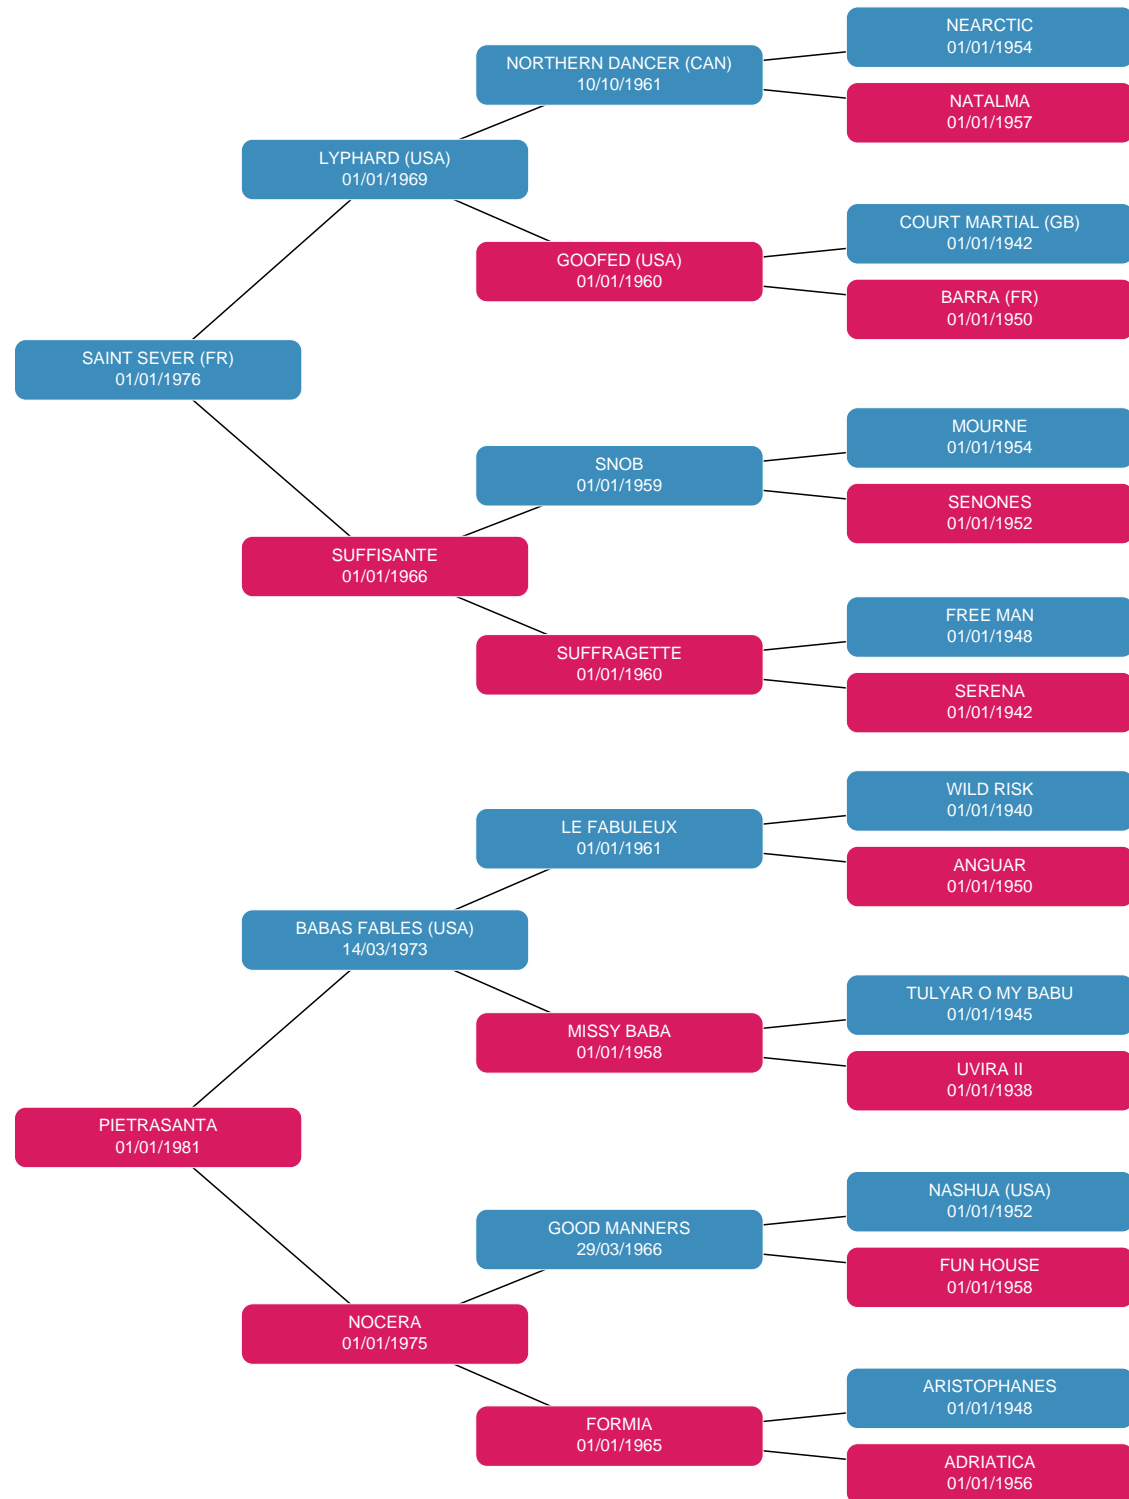 NEARCTIC
01/01/1954
NORTHERN DANCER (CAN)
10/10/1961
NATALMA
01/01/1957
LYPHARD (USA)
01/01/1969
COURT MARTIAL (GB)
01/01/1942
GOOFED (USA)
01/01/1960
BARRA (FR)
01/01/1950
SAINT SEVER (FR)
01/01/1976
MOURNE
01/01/1954
SNOB
01/01/1959
SENONES
01/01/1952
SUFFISANTE
01/01/1966
FREE MAN
01/01/1948
SUFFRAGETTE
01/01/1960
SERENA
01/01/1942
WILD RISK
01/01/1940
LE FABULEUX
01/01/1961
ANGUAR
01/01/1950
BABAS FABLES (USA)
14/03/1973
TULYAR O MY BABU
01/01/1945
MISSY BABA
01/01/1958
UVIRA II
01/01/1938
PIETRASANTA
01/01/1981
NASHUA (USA)
01/01/1952
GOOD MANNERS
29/03/1966
FUN HOUSE
01/01/1958
NOCERA
01/01/1975
ARISTOPHANES
01/01/1948
FORMIA
01/01/1965
ADRIATICA
01/01/1956